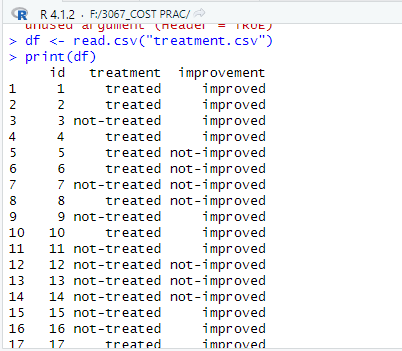 R 4.1.2 · F:/3067_COST PRAC/
unused argument (Header = TRUE)
> df <- read.csv("treatment.csv")
> print(df)
id treatment improvement
1 1 treated improved
2 2 treated improved
3 3 not-treated improved
4 4 treated improved
5 5 treated not-improved
6 6 treated not-improved
7 7 not-treated not-improved
8 8 treated not-improved
9 9 not-treated improved
10 10 treated improved
11 11 not-treated improved
12 12 not-treated not-improved
13 13 not-treated not-improved
14 14 not-treated not-improved
15 15 not-treated improved
16 16 not-treated improved
17 17 treated improved